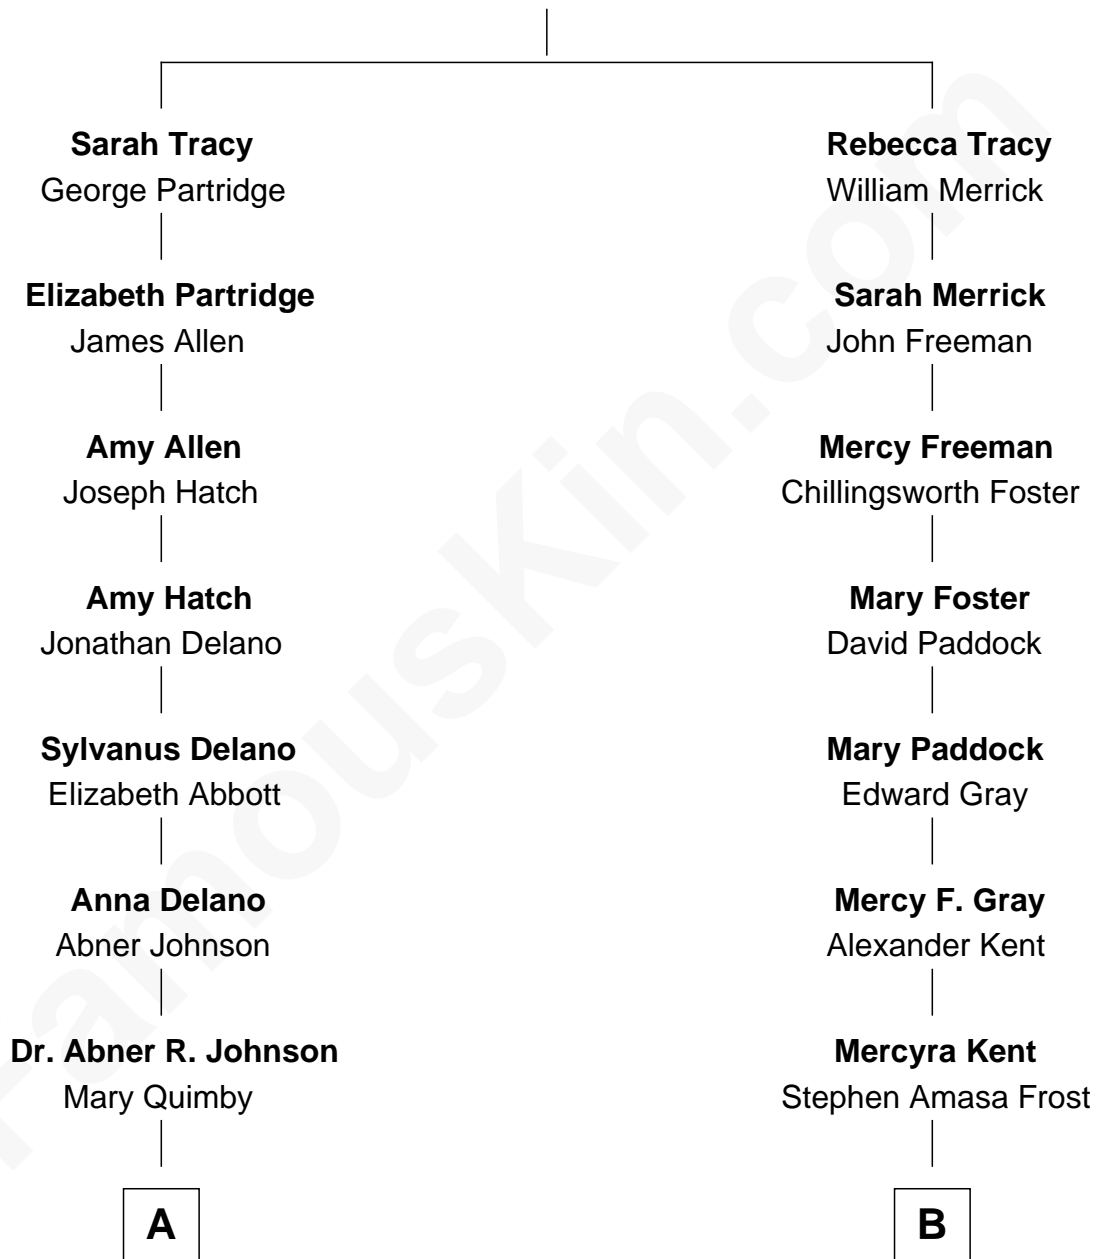 Sarah Tracy
George Partridge
Rebecca Tracy
William Merrick
Elizabeth Partridge
James Allen
Sarah Merrick
John Freeman
Amy Allen
Joseph Hatch
Mercy Freeman
Chillingsworth Foster
Amy Hatch
Jonathan Delano
Mary Foster
David Paddock
Sylvanus Delano
Elizabeth Abbott
Mary Paddock
Edward Gray
Anna Delano
Abner Johnson
Mercy F. Gray
Alexander Kent
Dr. Abner R. Johnson
Mary Quimby
Mercyra Kent
Stephen Amasa Frost
A
B
FamousKin.com